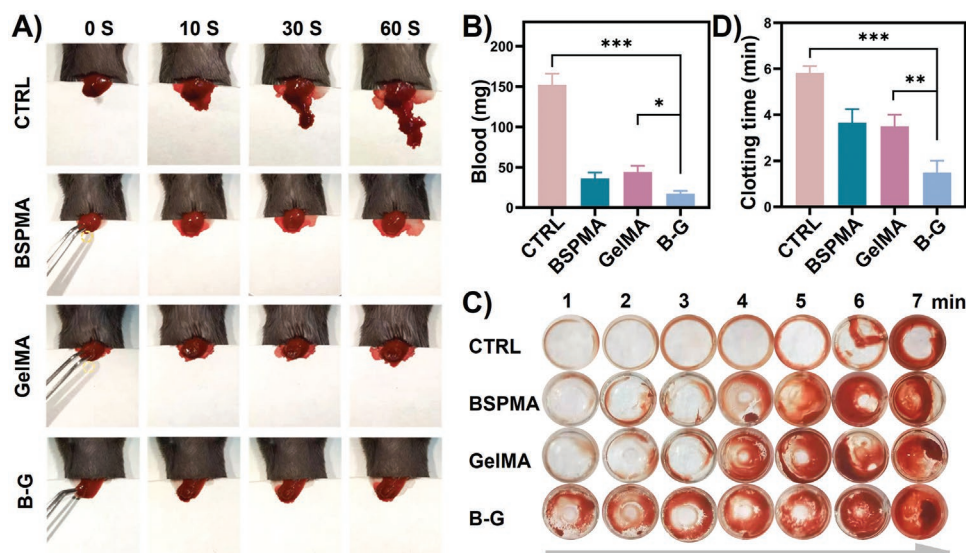 A)
0 S 10 S 30 S 60 S
CTRL
BSPMA
GelMA
B-G
B)
Blood (mg)
200
150
100
50
0
***
*
CTRL
BSPMA
GelMA
B-G
D)
Clotting time (min)
8
6
4
2
0
***
**
CTRL
BSPMA
GelMA
B-G
C)
1 2 3 4 5 6 7 min
CTRL
BSPMA
GelMA
B-G